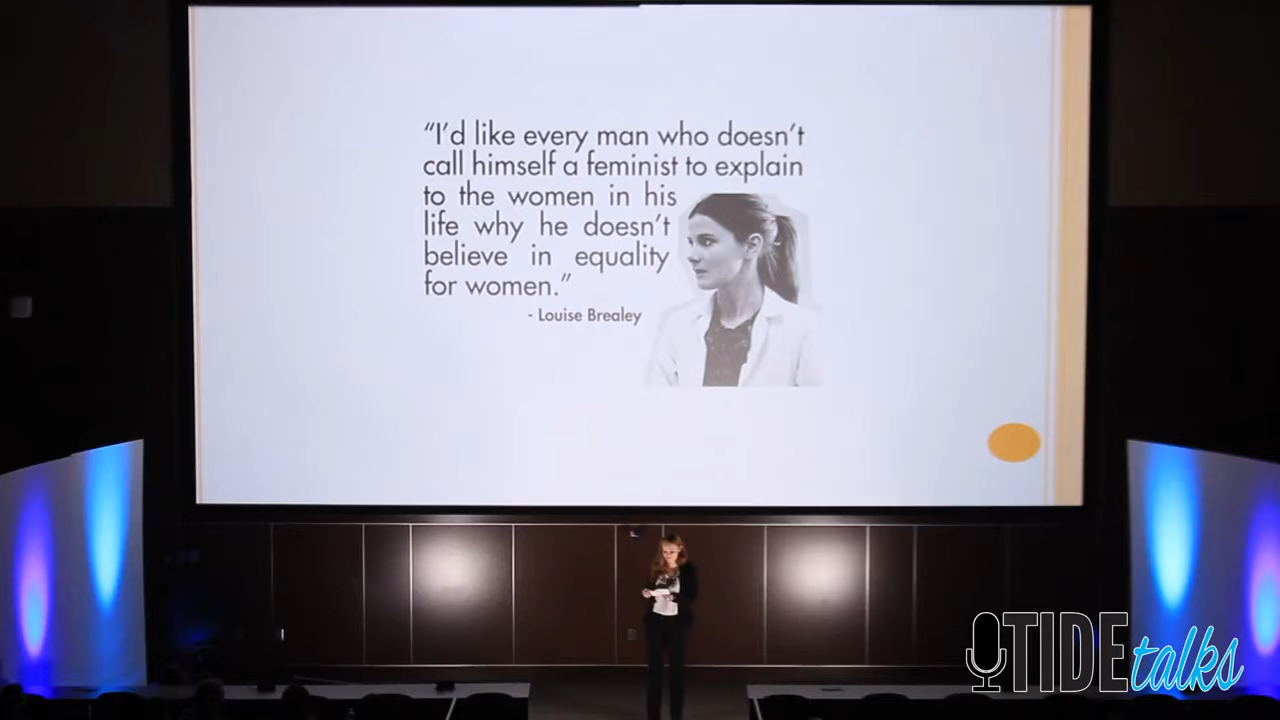 “I’d like every man who doesn’t
call himself a feminist to explain
to the women in his
life why he doesn’t
believe in equality
for women.”
- Louise Brealey
TIDEtalks